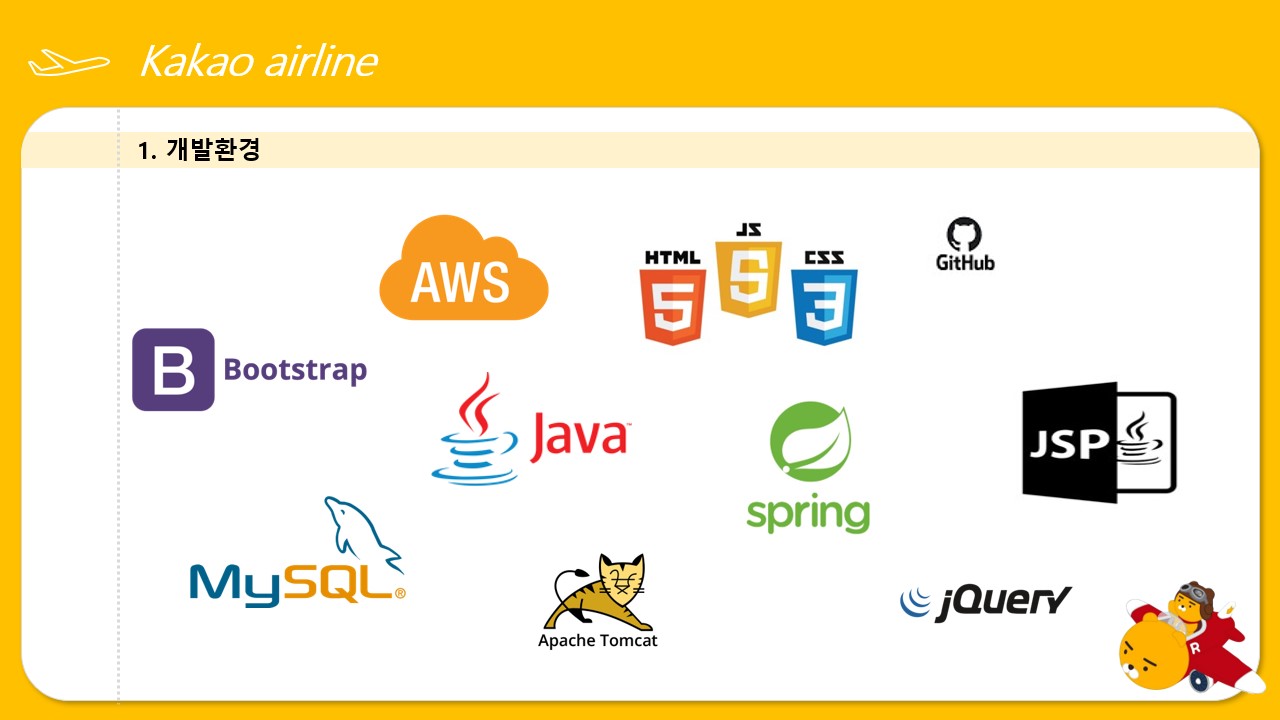 Kakao airline
1. 개발환경
AWS
HTML
5
JS
5
CSS
3
GitHub
B Bootstrap
Java™
spring
JSP
MySQL®
Apache Tomcat
jQuery
R